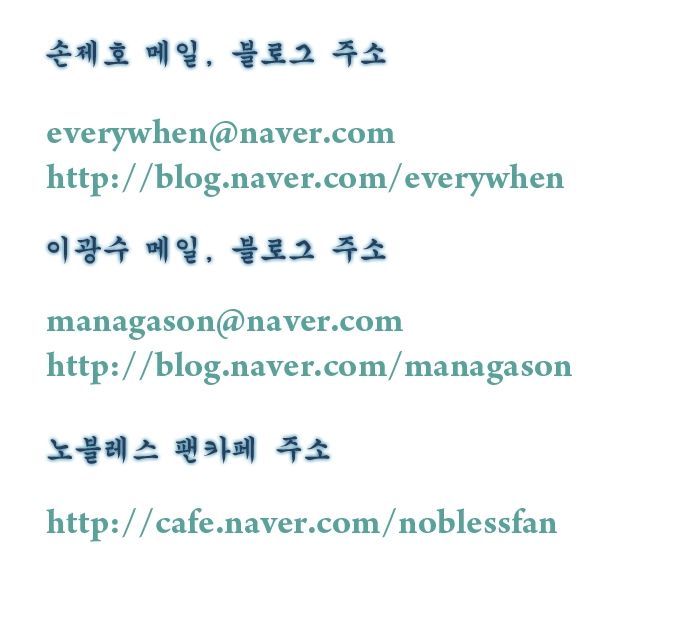 손제호 메일, 블로그 주소
everywhen@naver.com
http://blog.naver.com/everywhen
이광수 메일, 블로그 주소
managason@naver.com
http://blog.naver.com/managason
노블레스 팬카페 주소
http://cafe.naver.com/noblessfan